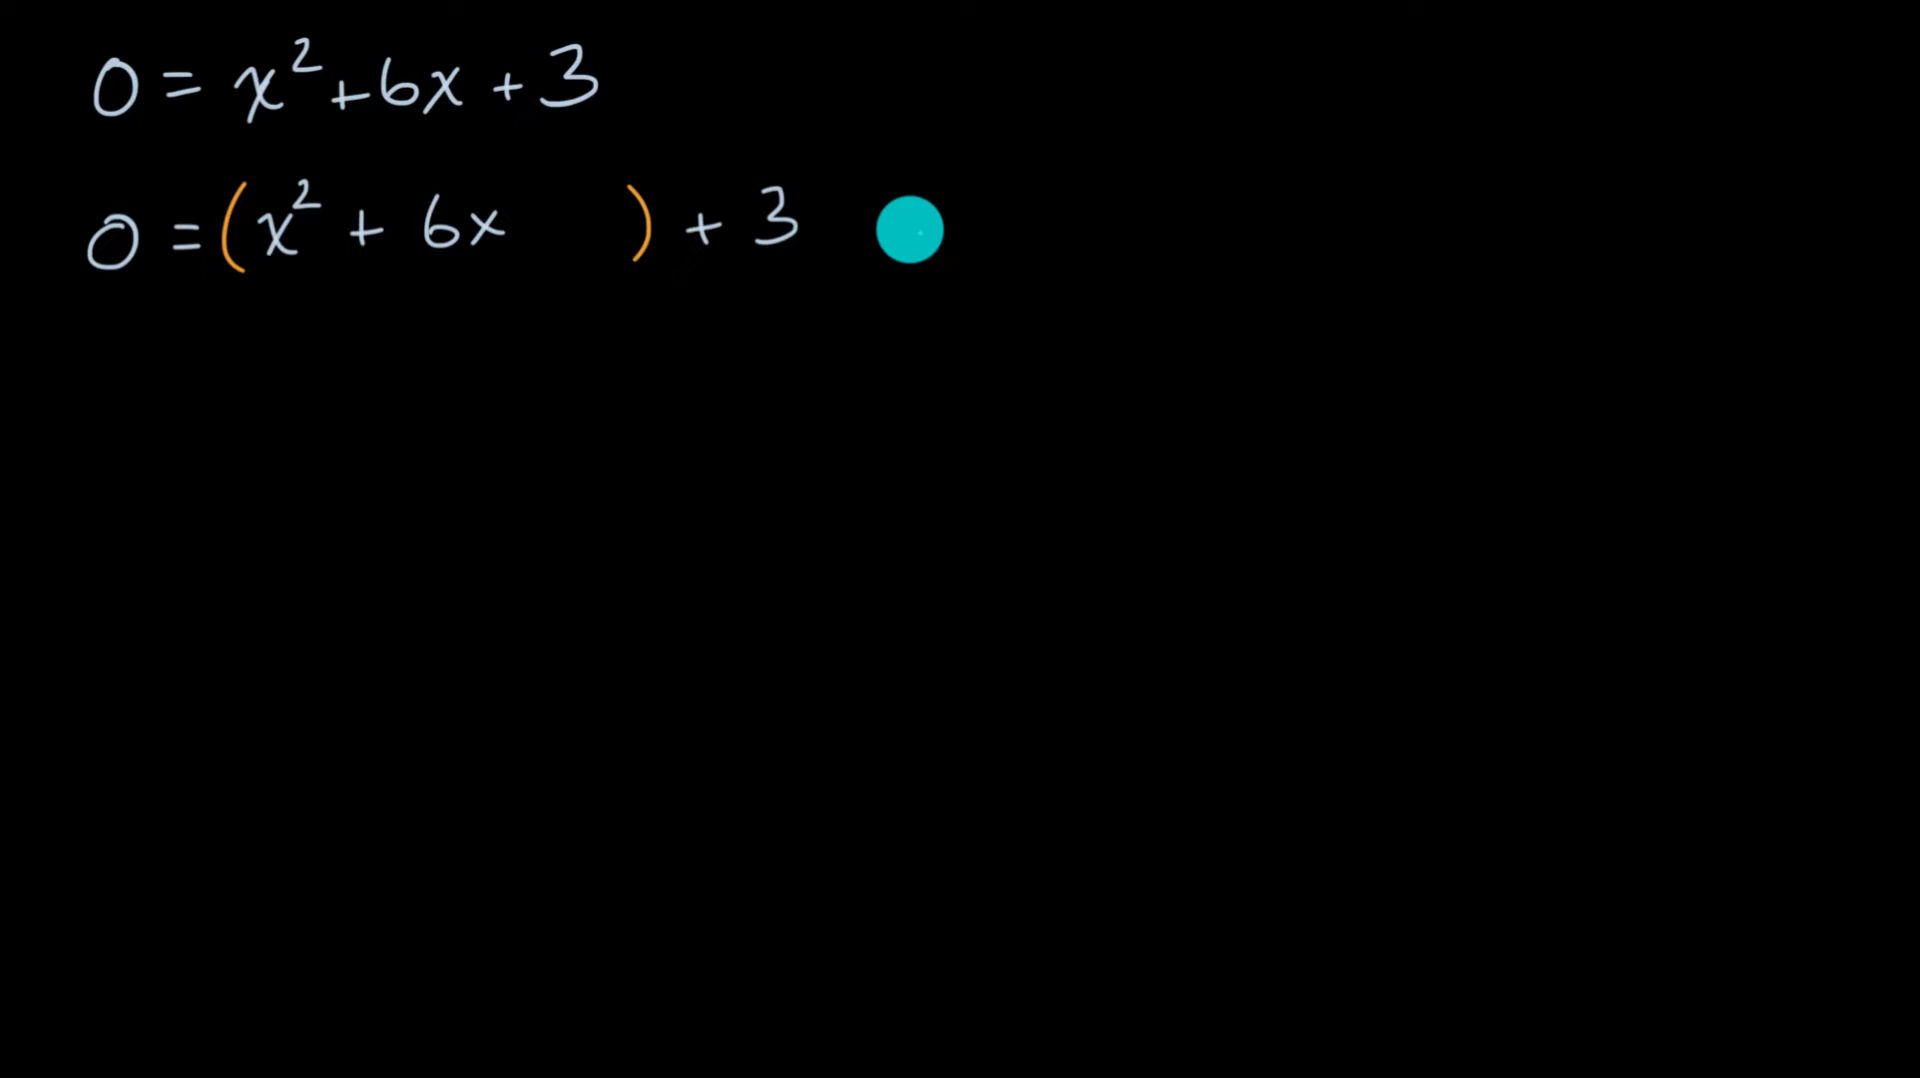 0 = x² + 6x + 3
0 = (x² + 6x ) + 3